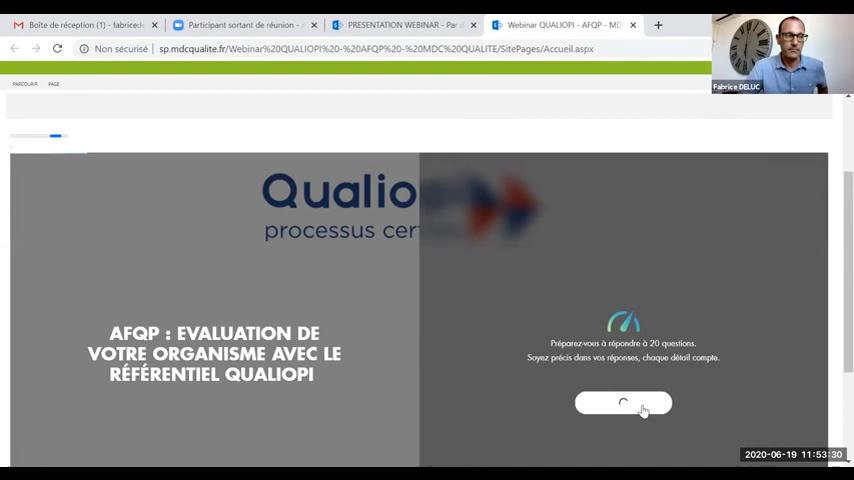 Boîte de réception (1) - fabricede
Participant sortant de réunion - a
PRESENTATION WEBINAR - Par d
Webinar QUALIOPI - AFQP - MD
Non sécurisé
sp.mdcqualite.fr/Webinar%20QUALIOPI%20-%20AFQP%20-%20MDC%20QUALITE/SitePages/Accueil.aspx
Fabrice DELUC
PARCOURIR
PAGE
Qualio
processus cer
AFQP : EVALUATION DE
VOTRE ORGANISME AVEC LE
RÉFÉRENTIEL QUALIOPI
Préparez-vous à répondre à 20 questions.
Soyez précis dans vos réponses, chaque détail compte.
2020-06-19 11:53:30